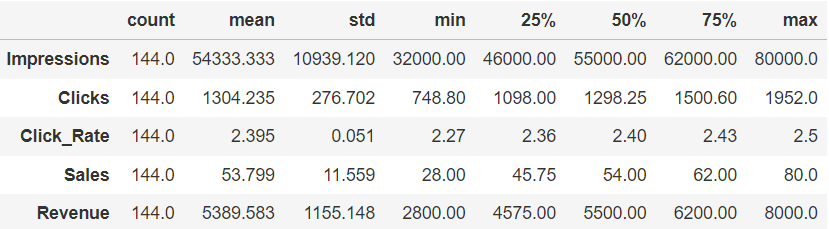 count mean std min 25% 50% 75% max
Impressions 144.0 54333.333 10939.120 32000.00 46000.00 55000.00 62000.00 80000.0
Clicks 144.0 1304.235 276.702 748.80 1098.00 1298.25 1500.60 1952.0
Click_Rate 144.0 2.395 0.051 2.27 2.36 2.40 2.43 2.5
Sales 144.0 53.799 11.559 28.00 45.75 54.00 62.00 80.0
Revenue 144.0 5389.583 1155.148 2800.00 4575.00 5500.00 6200.00 8000.0